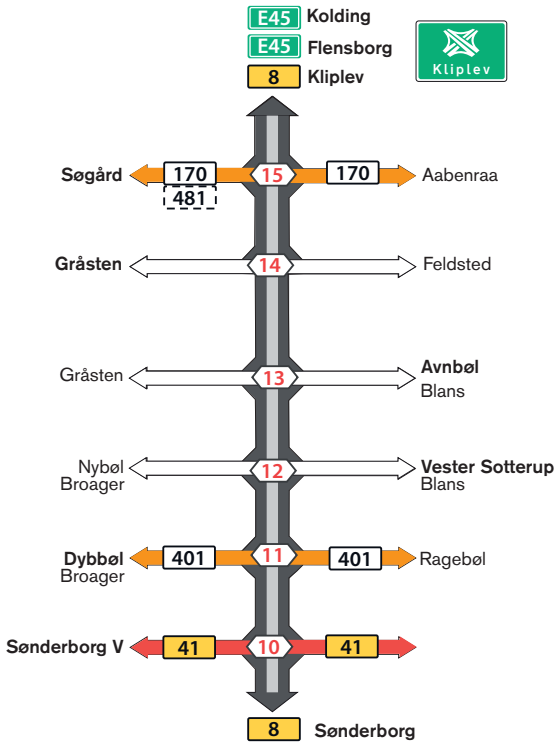 E45 Kolding
E45 Flensborg
8 Kliplev
Kliplev
Søgård 170 15 170 Aabenraa
481
Gråsten 14 Feldsted
Gråsten 13 Avnbøl
Blans
Nybøl 12 Vester Sotterup
Broager Blans
Dybbøl 401 11 401 Ragebøl
Broager
Sønderborg V 41 10 41
8 Sønderborg